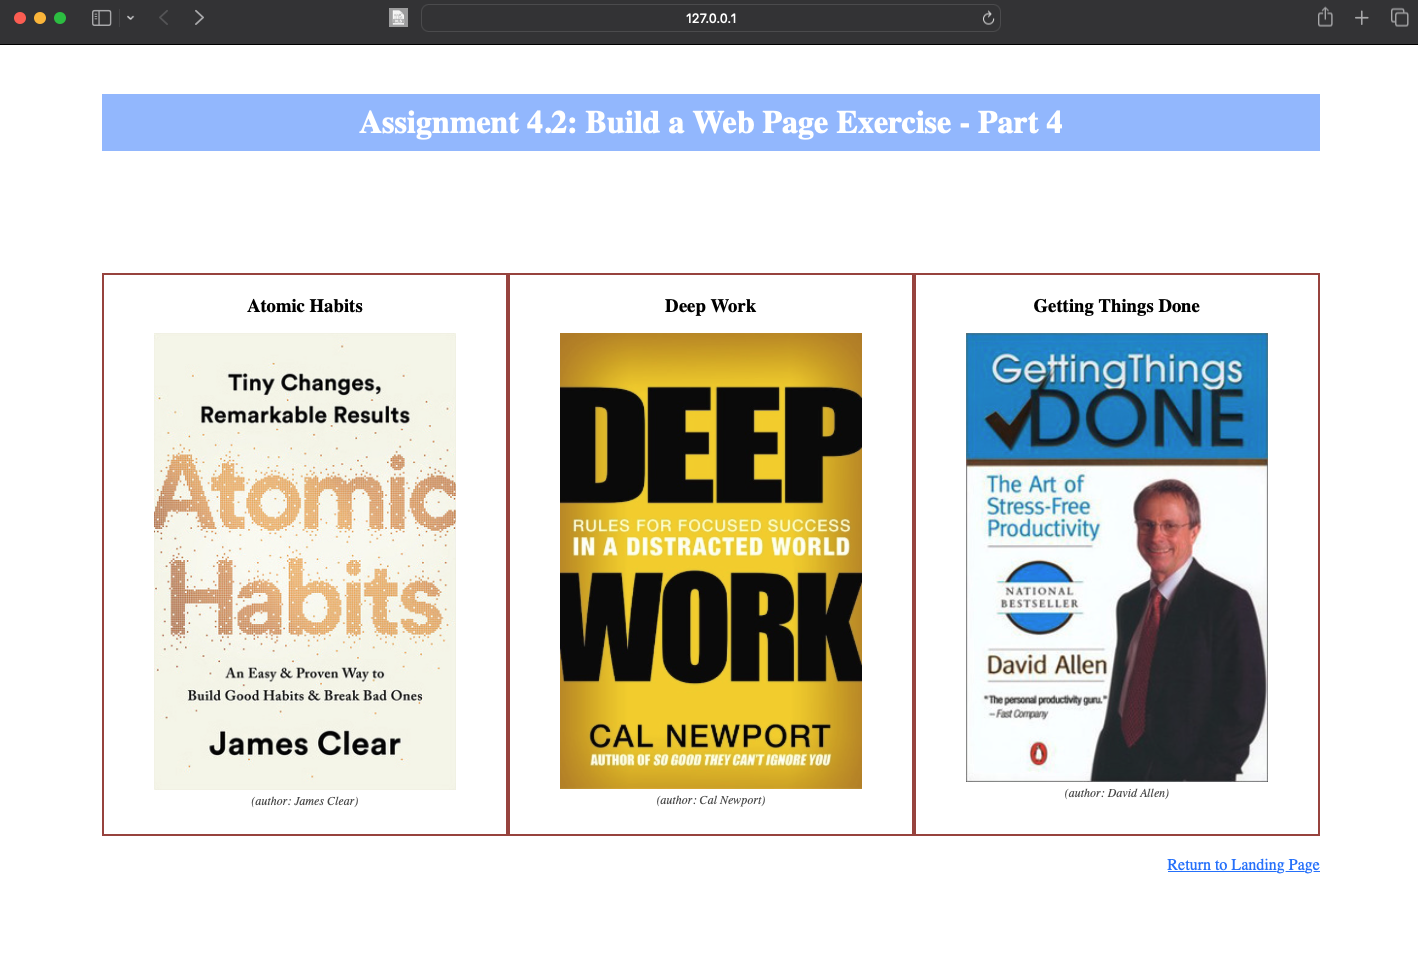 127.0.0.1
Assignment 4.2: Build a Web Page Exercise - Part 4
Atomic Habits
Tiny Changes,
Remarkable Results
Atomic
Habits
An Easy & Proven Way to
Build Good Habits & Break Bad Ones
James Clear
(author: James Clear)
Deep Work
DEEP
RULES FOR FOCUSED SUCCESS
IN A DISTRACTED WORLD
WORK
CAL NEWPORT
AUTHOR OF SO GOOD THEY CAN'T IGNORE YOU
(author: Cal Newport)
Getting Things Done
Getting Things
DONE
The Art of
Stress-Free
Productivity
NATIONAL
BESTSELLER
David Allen
"The personal productivity guru."
– Fast Company
(author: David Allen)
Return to Landing Page